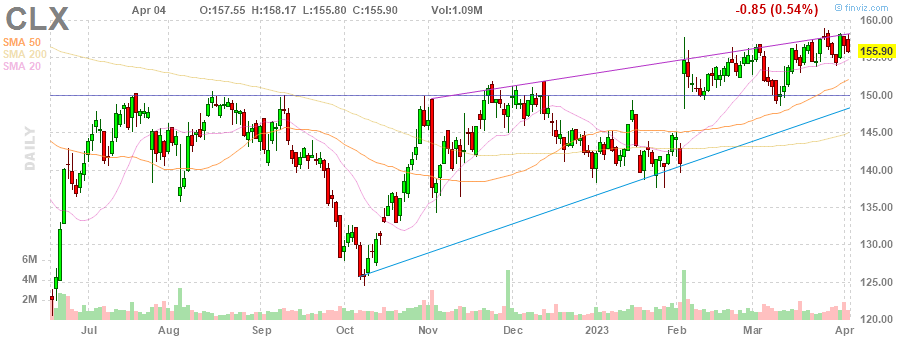 CLX
Apr 04
O:157.55 H:158.17 L:155.80 C:155.90
Vol:1.09M
-0.85 (0.54%)
© finviz.com
SMA 50
SMA 200
SMA 20
DAILY
160.00
155.90
155.00
150.00
145.00
140.00
135.00
130.00
125.00
120.00
6M
4M
2M
Jul
Aug
Sep
Oct
Nov
Dec
2023
Feb
Mar
Apr